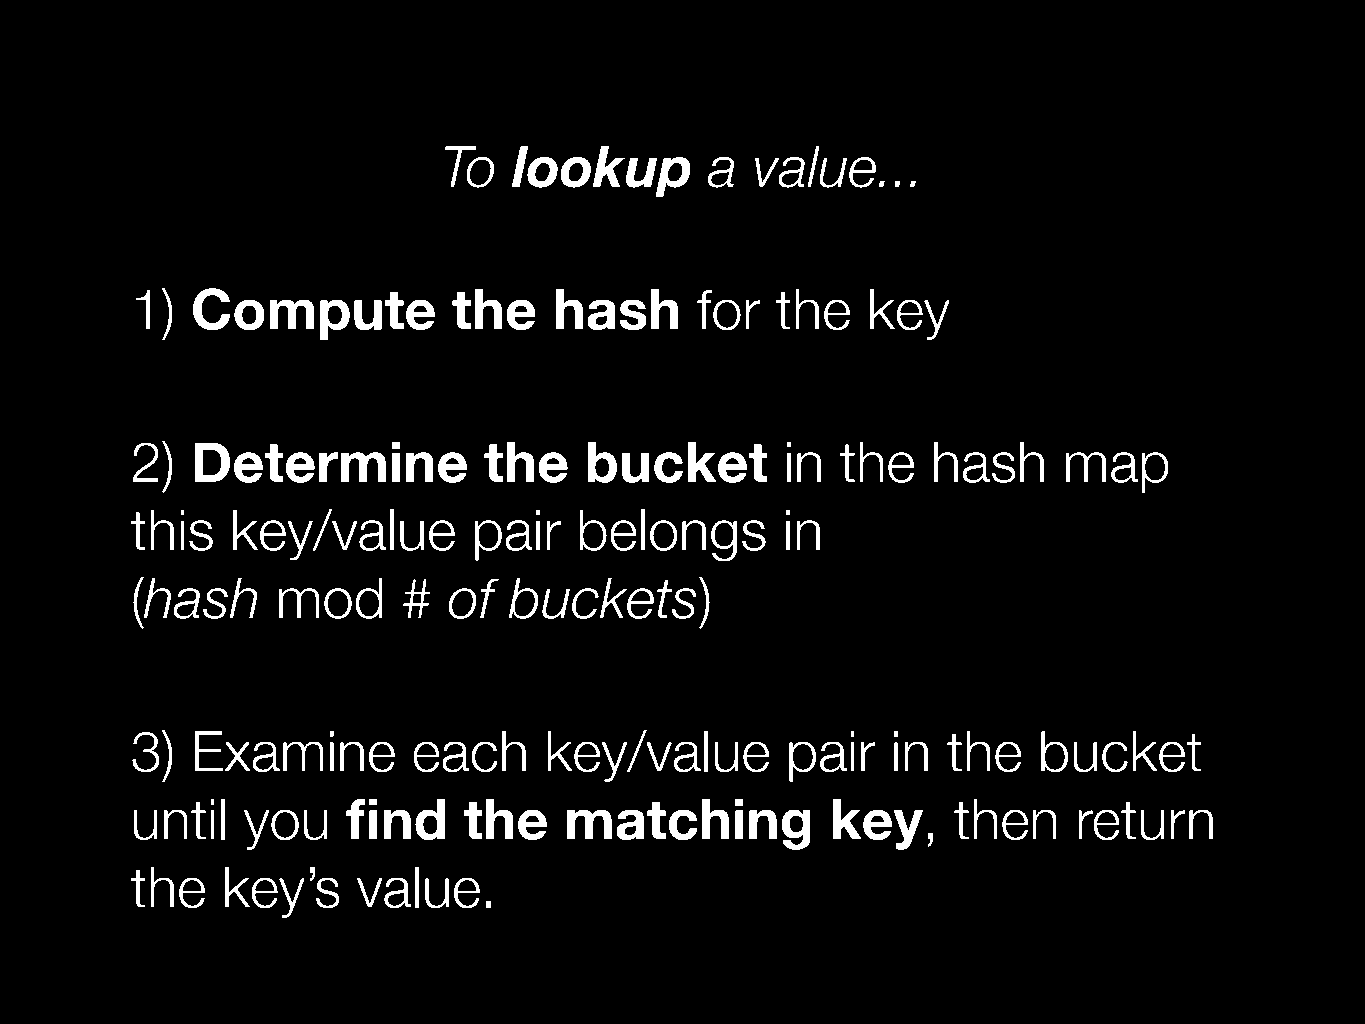 To lookup a value...
1) Compute the hash for the key
2) Determine the bucket in the hash map
this key/value pair belongs in
(hash mod # of buckets)
3) Examine each key/value pair in the bucket
until you find the matching key, then return
the key’s value.